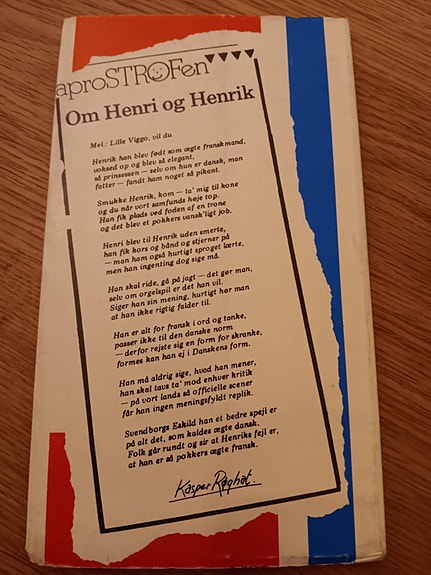 aproSTROFen
Om Henri og Henrik
Mel.: Lille Viggo, vil du
Henrik han blev født som ægte franskmand,
voksed op og blev så elegant,
så prinsessen — selv om hun er dansk, man
fatter — fandt ham noget så pikant.
Smukke Henrik, kom — ta' mig til kone
og du når vort samfunds høje top.
Han fik plads ved foden af en trone
og det blev et pokkers vansk'ligt job.
Henri blev til Henrik uden smerte,
han fik kors og bånd og stjerner på
— man ham også hurtigt sproget lærte,
men han ingenting dog sige må.
Han skal ride, gå på jagt — det gør man,
selv om orgelspil er det han vil.
Siger han sin mening, hurtigt hør man
at han ikke rigtig falder til.
Han er alt for fransk i ord og tanke,
passer ikke til den danske norm
— derfor rejste sig en form for skranke,
formes kan han ej i Danskens form.
Han må aldrig sige, hvad han mener,
han skal tavs ta' mod enhver kritik
— på vort lands så officielle scener
får han ingen meningsfyldt replik.
Svendborgs Eskild han et bedre spejl er
på alt det, som kaldes ægte dansk.
Folk går rundt og sir at Henriks fejl er,
at han er så pokkers ægte fransk.
Kasper Røghat.